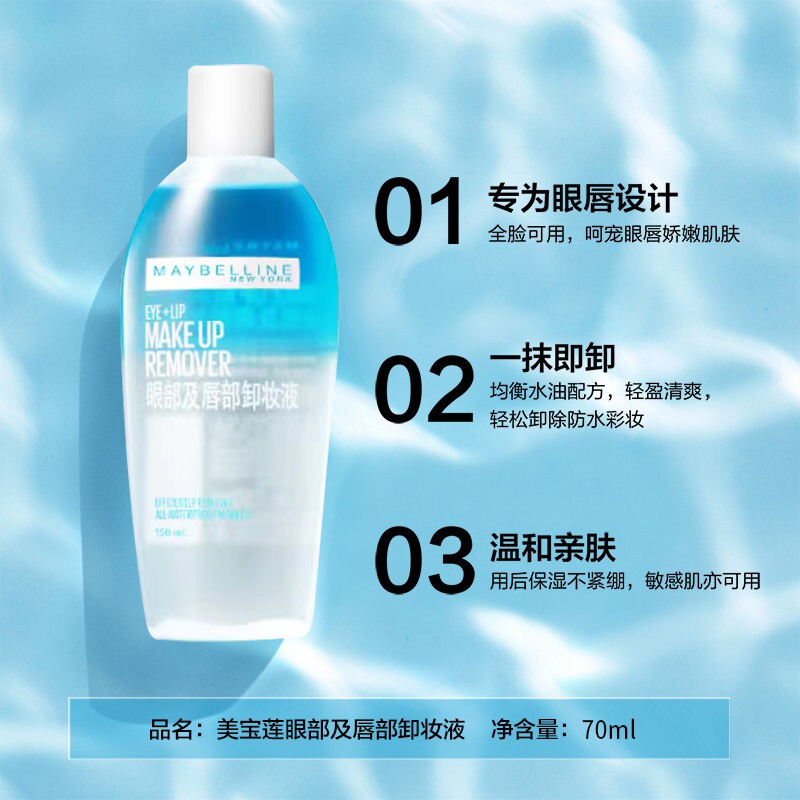 MAYBELLINE
NEW YORK
EYE+LIP
MAKE UP
REMOVER
眼部及唇部卸妆液
EFFICIENTLY REMOVES
150 mL
01
专为眼唇设计
全脸可用，呵宠眼唇娇嫩肌肤
02
一抹即卸
均衡水油配方，轻盈清爽，
轻松卸除防水彩妆
03
温和亲肤
用后保湿不紧绷，敏感肌亦可用
品名：美宝莲眼部及唇部卸妆液 净含量：70ml